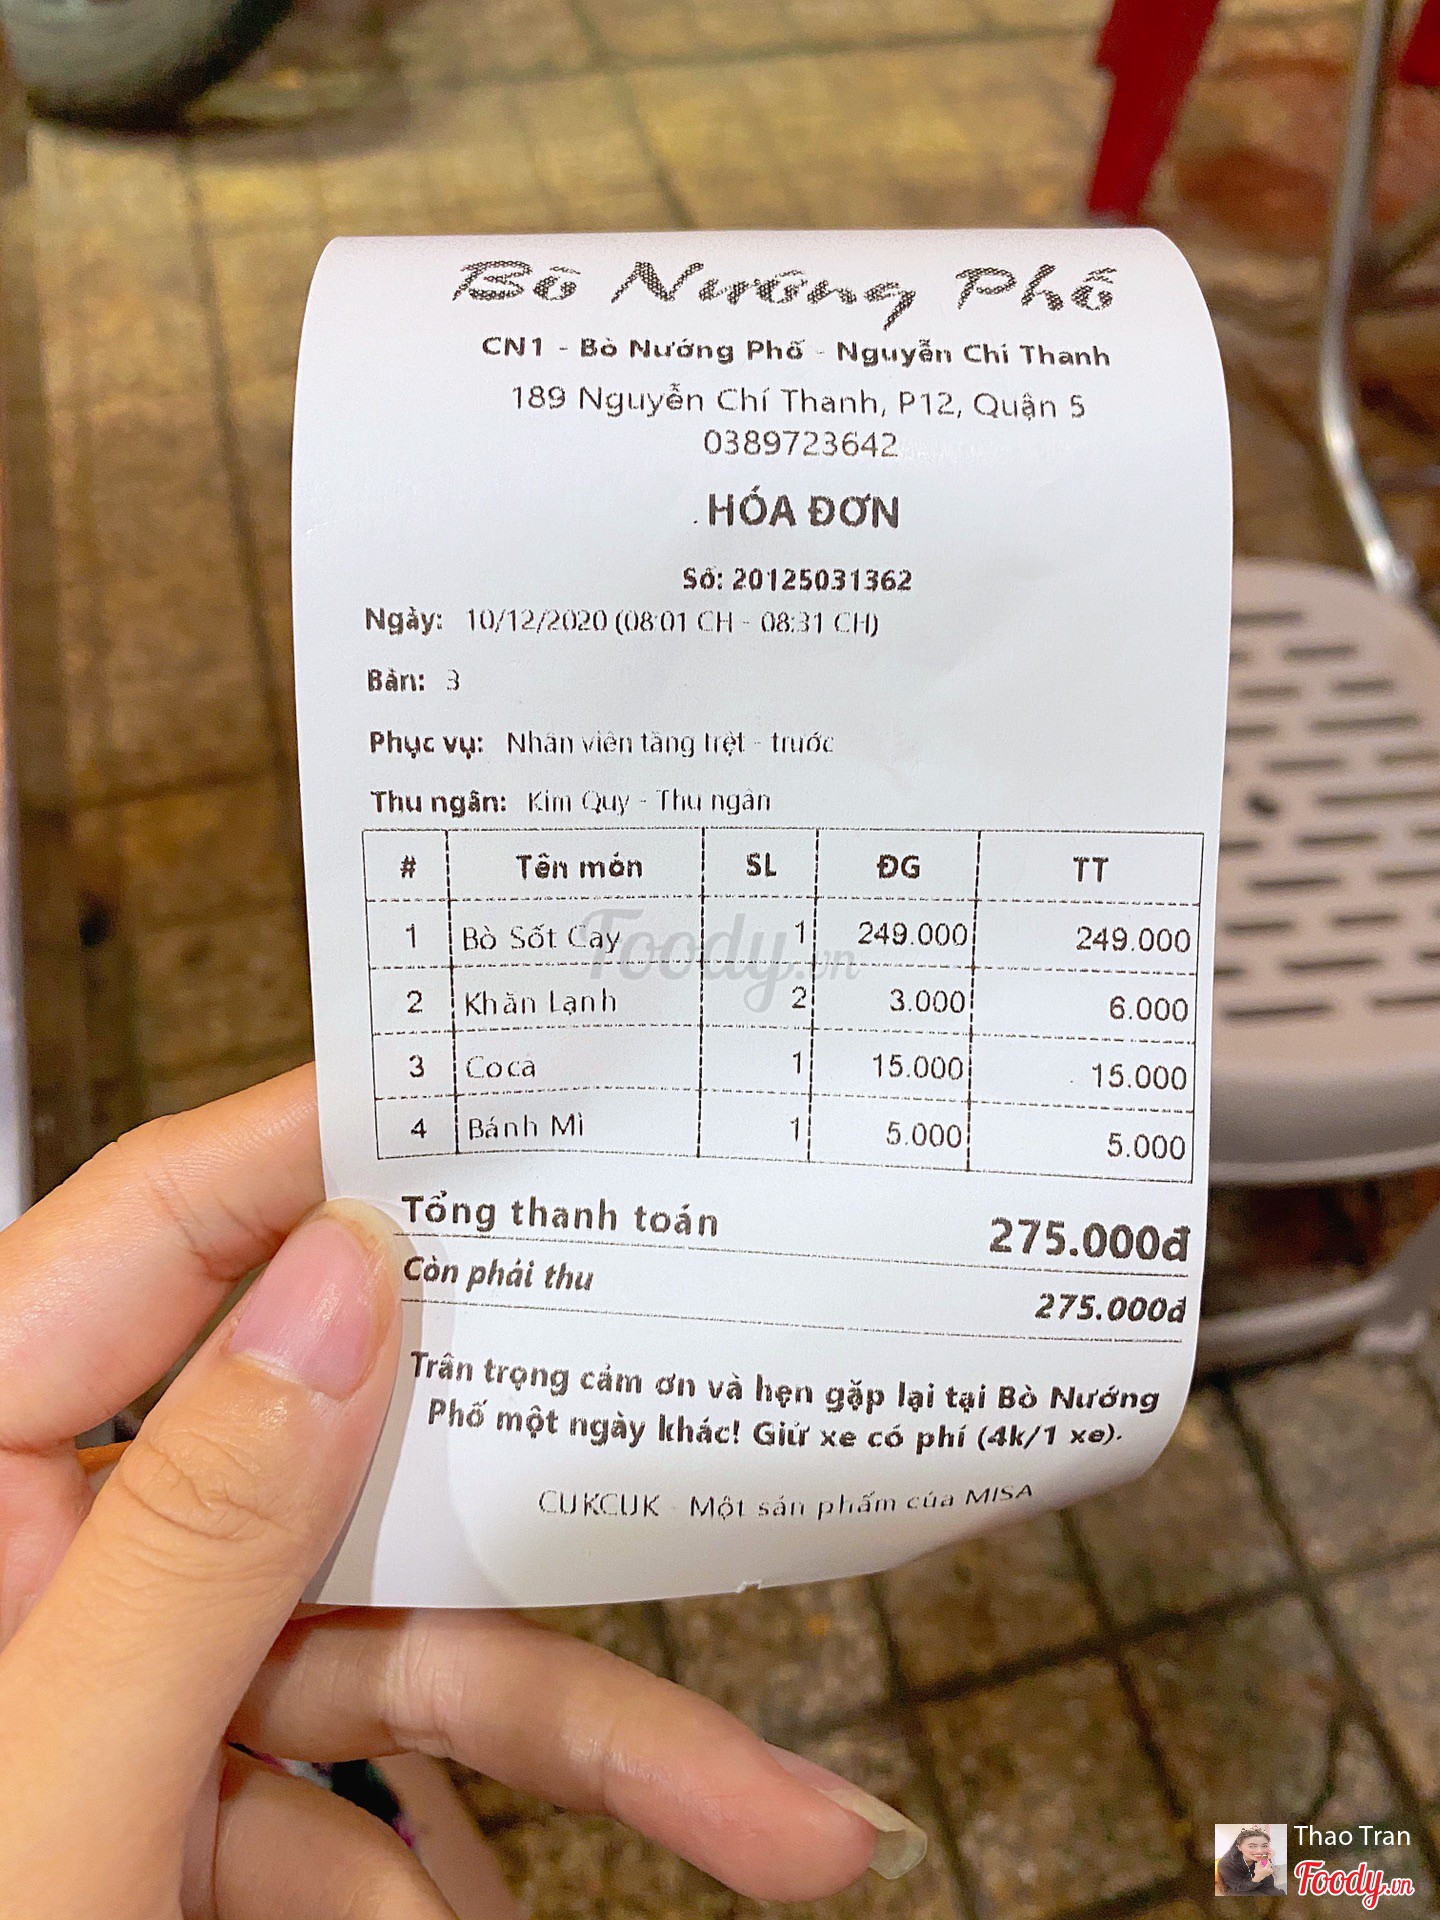 Bò Nướng Phố
CN1 - Bò Nướng Phố - Nguyễn Chí Thanh
189 Nguyễn Chí Thanh, P12, Quận 5
0389723642
HÓA ĐƠN
Số: 20125031362
Ngày: 10/12/2020 (08:01 CH - 08:31 CH)
Bàn: 3
Phục vụ: Nhân viên tầng trệt - trước
Thu ngân: Kim Quy - Thu ngân
# Tên món SL ĐG TT
1 Bò Sốt Cay 1 249.000 249.000
2 Khăn Lạnh 2 3.000 6.000
3 Coca 1 15.000 15.000
4 Bánh Mì 1 5.000 5.000
Tổng thanh toán 275.000đ
Còn phải thu 275.000đ
Trân trọng cảm ơn và hẹn gặp lại tại Bò Nướng
Phố một ngày khác! Giữ xe có phí (4k/1 xe).
CUKCUK - Một sản phẩm của MISA
Foody.vn
Thao Tran
Foody.vn